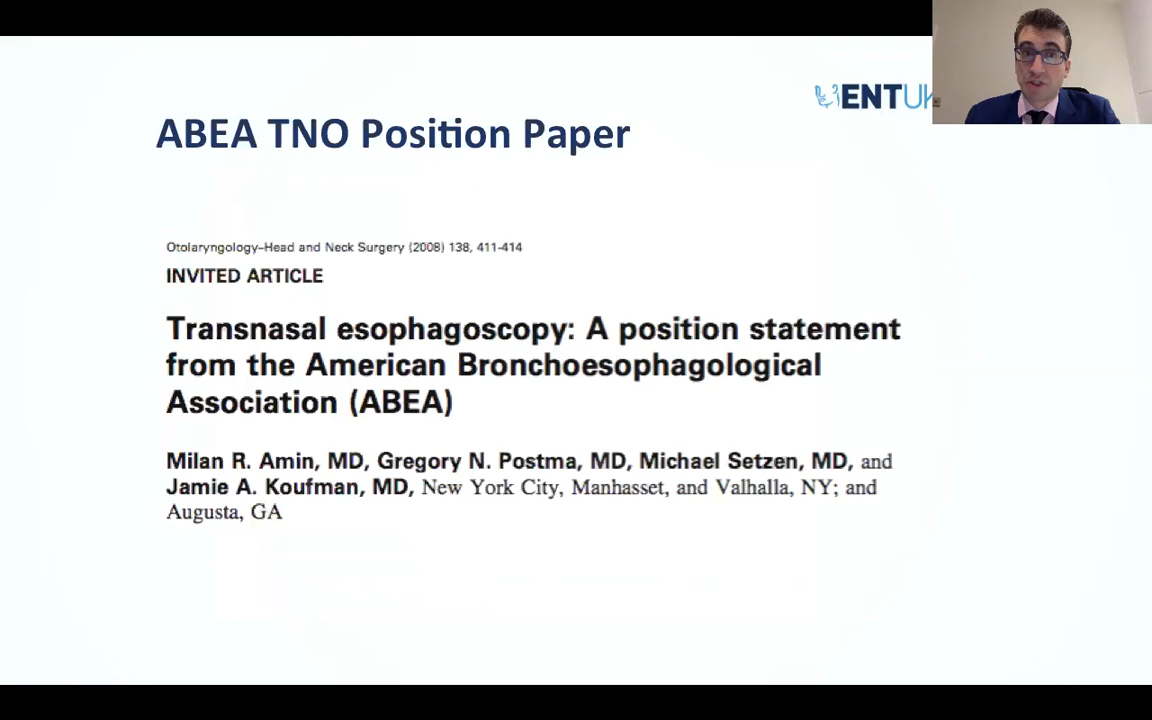 ENTUK
ABEA TNO Position Paper
Otolaryngology–Head and Neck Surgery (2008) 138, 411-414
INVITED ARTICLE
Transnasal esophagoscopy: A position statement
from the American Bronchoesophagological
Association (ABEA)
Milan R. Amin, MD, Gregory N. Postma, MD, Michael Setzen, MD, and
Jamie A. Koufman, MD, New York City, Manhasset, and Valhalla, NY; and
Augusta, GA